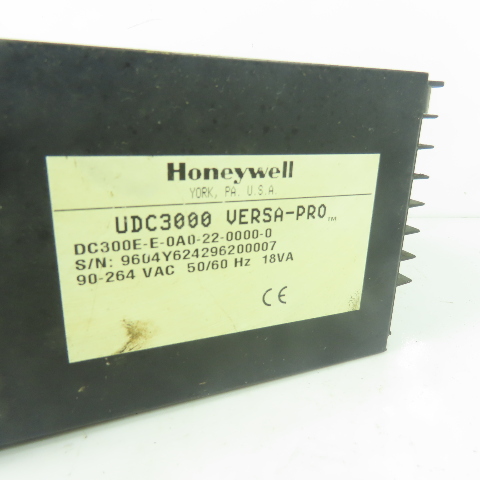 Honeywell
YORK, PA. U.S.A
UDC3000 VERSA-PRO™
DC300E-E-0A0-22-0000-0
S/N: 9604Y624296200007
90-264 VAC 50/60 Hz 18VA
CE